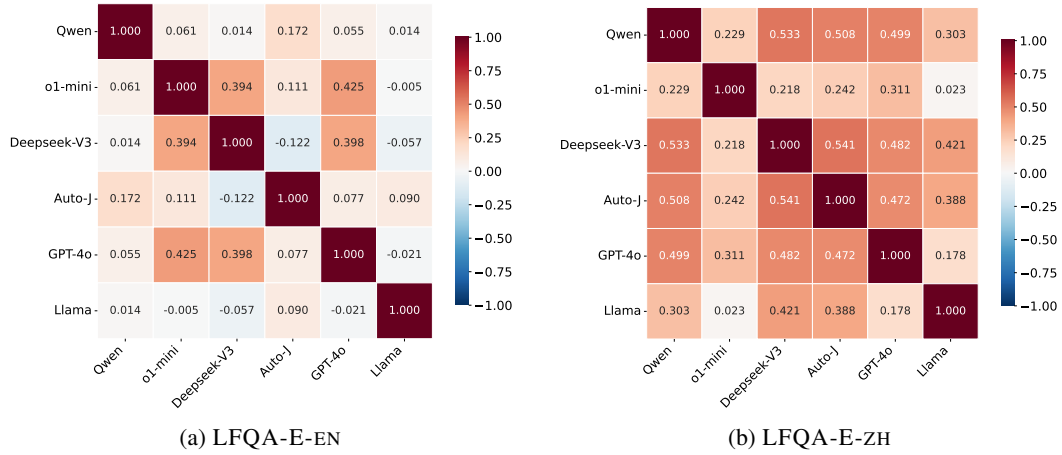 Qwen 1.000 0.061 0.014 0.172 0.055 0.014
o1-mini 0.061 1.000 0.394 0.111 0.425 -0.005
Deepseek-V3 0.014 0.394 1.000 -0.122 0.398 -0.057
Auto-J 0.172 0.111 -0.122 1.000 0.077 0.090
GPT-4o 0.055 0.425 0.398 0.077 1.000 -0.021
Llama 0.014 -0.005 -0.057 0.090 -0.021 1.000
Qwen o1-mini Deepseek-V3 Auto-J GPT-4o Llama
1.00
0.75
0.50
0.25
0.00
−0.25
−0.50
−0.75
−1.00
(a) LFQA-E-EN
Qwen 1.000 0.229 0.533 0.508 0.499 0.303
o1-mini 0.229 1.000 0.218 0.242 0.311 0.023
Deepseek-V3 0.533 0.218 1.000 0.541 0.482 0.421
Auto-J 0.508 0.242 0.541 1.000 0.472 0.388
GPT-4o 0.499 0.311 0.482 0.472 1.000 0.178
Llama 0.303 0.023 0.421 0.388 0.178 1.000
Qwen o1-mini Deepseek-V3 Auto-J GPT-4o Llama
1.00
0.75
0.50
0.25
0.00
−0.25
−0.50
−0.75
−1.00
(b) LFQA-E-ZH